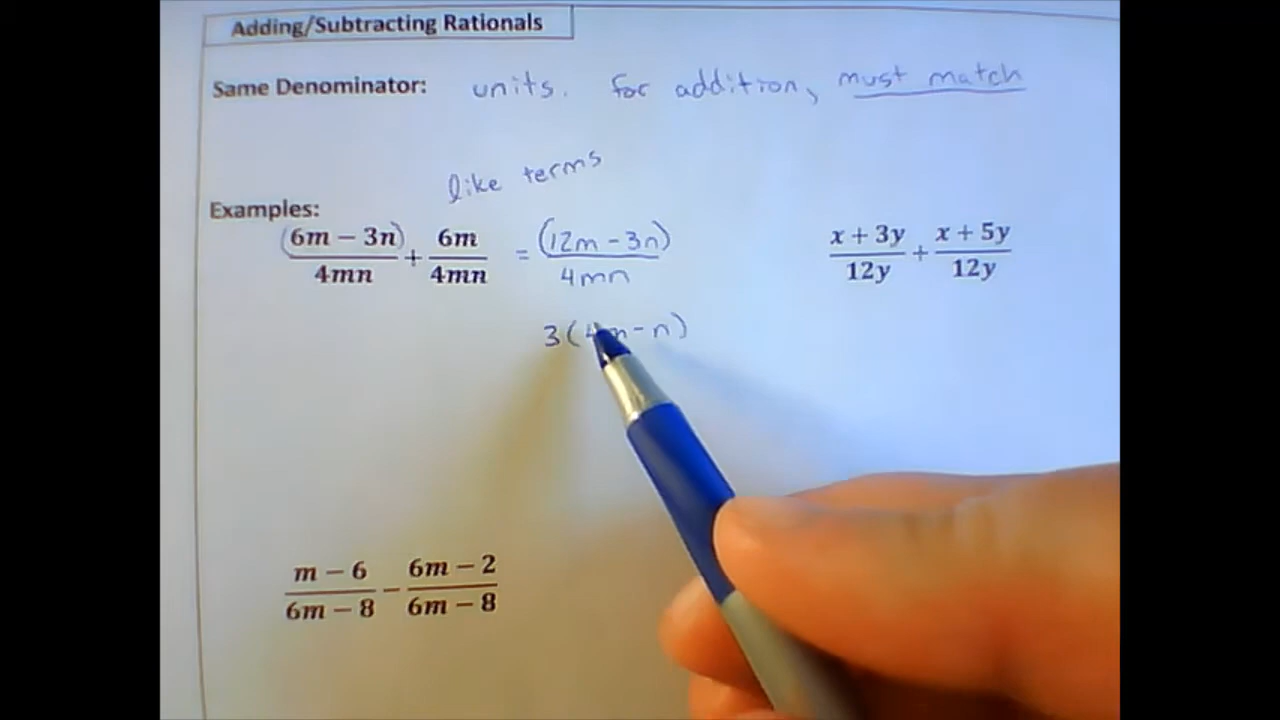 Adding/Subtracting Rationals
Same Denominator: units. for addition, must match
like terms
Examples:
(6m − 3n)/4mn + 6m/4mn = (12m − 3n)/4mn
x + 3y/12y + x + 5y/12y
3( n − n)
m − 6/6m − 8 − 6m − 2/6m − 8